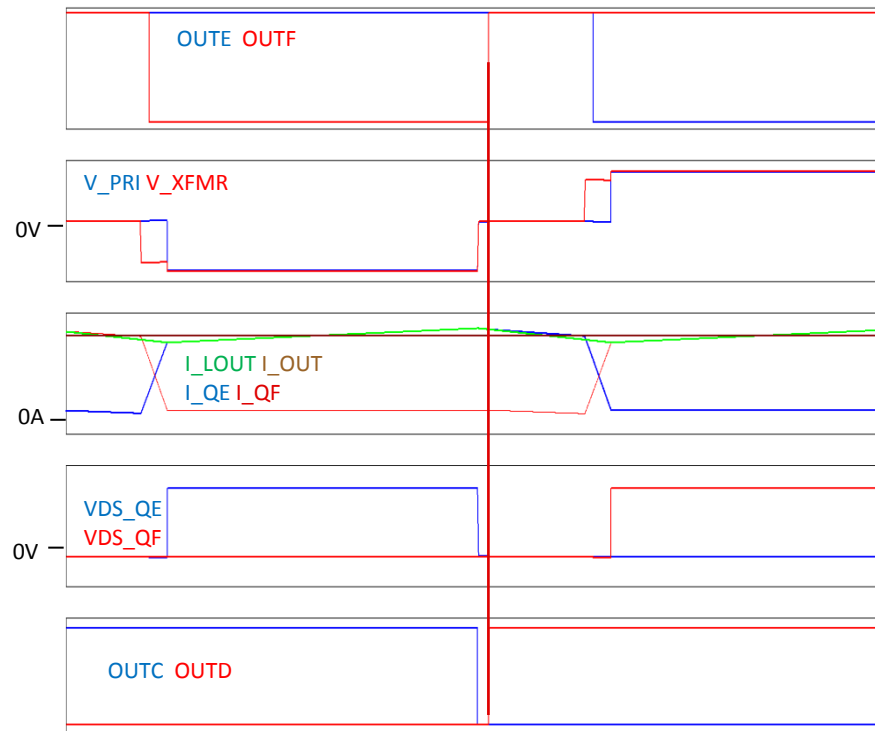 OUTE OUTF
V_PRI V_XFMR
0V
I_LOUT I_OUT
I_QE I_QF
0A
VDS_QE
VDS_QF
0V
OUTC OUTD